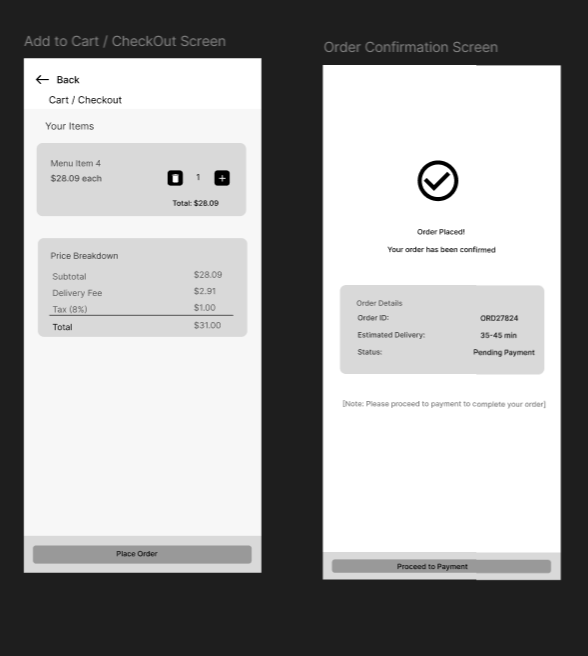 Add to Cart / CheckOut Screen
Back
Cart / Checkout
Your Items
Menu Item 4
$28.09 each
1
Total: $28.09
Price Breakdown
Subtotal $28.09
Delivery Fee $2.91
Tax (8%) $1.00
Total $31.00
Place Order
Order Confirmation Screen
Order Placed!
Your order has been confirmed
Order Details
Order ID: ORD27824
Estimated Delivery: 35-45 min
Status: Pending Payment
[Note: Please proceed to payment to complete your order]
Proceed to Payment